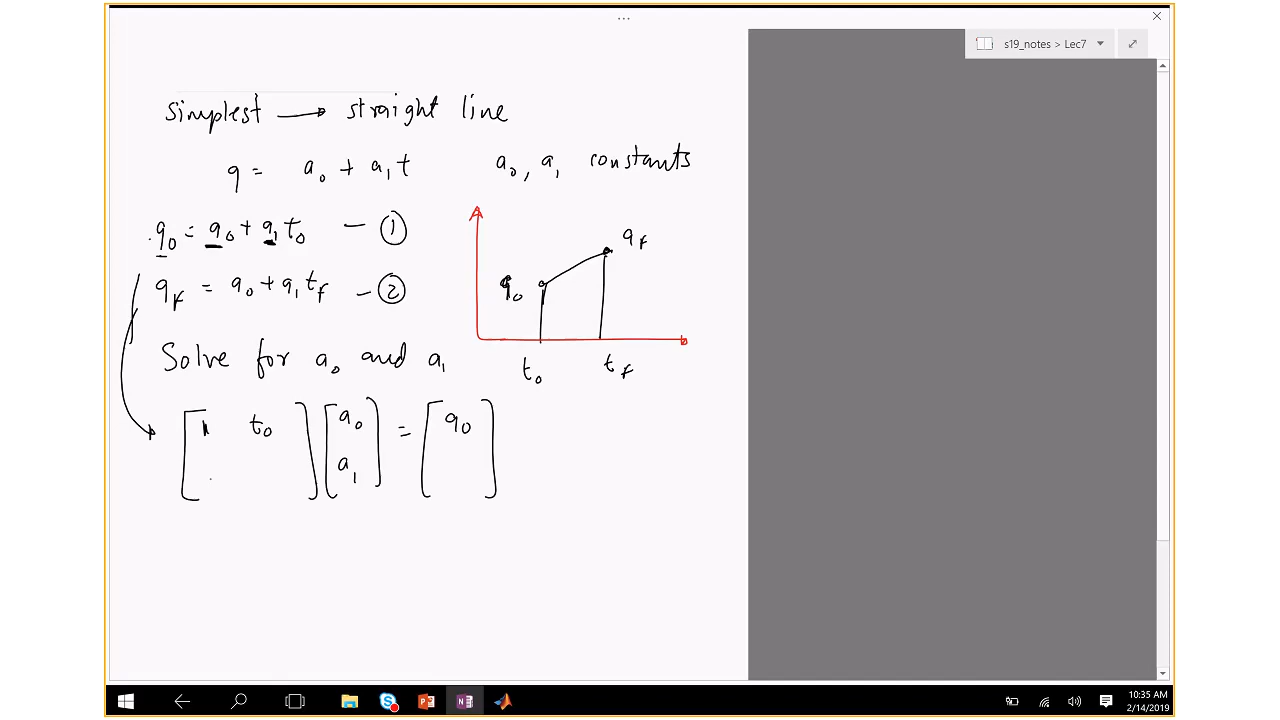 s19_notes > Lec7
simplest → straight line
q = a₀ + a₁t a₀, a₁ constants
q₀ = a₀ + a₁t₀ — ①
q_f = a₀ + a₁t_f — ②
q_f
q₀
t₀ t_f
Solve for a₀ and a₁
[1 t₀] [a₀ a₁] = [q₀]
10:35 AM
2/14/2019